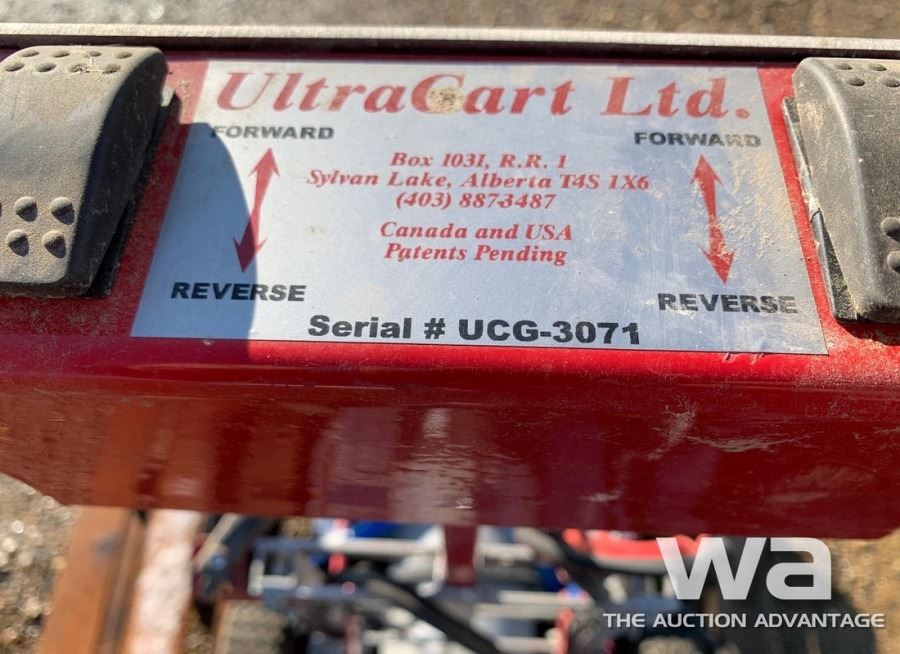 UltraCart Ltd.
FORWARD FORWARD
Box 1031, R.R. 1
Sylvan Lake, Alberta T4S 1X6
(403) 887-3487
Canada and USA
Patents Pending
REVERSE REVERSE
Serial # UCG-3071
wa
THE AUCTION ADVANTAGE